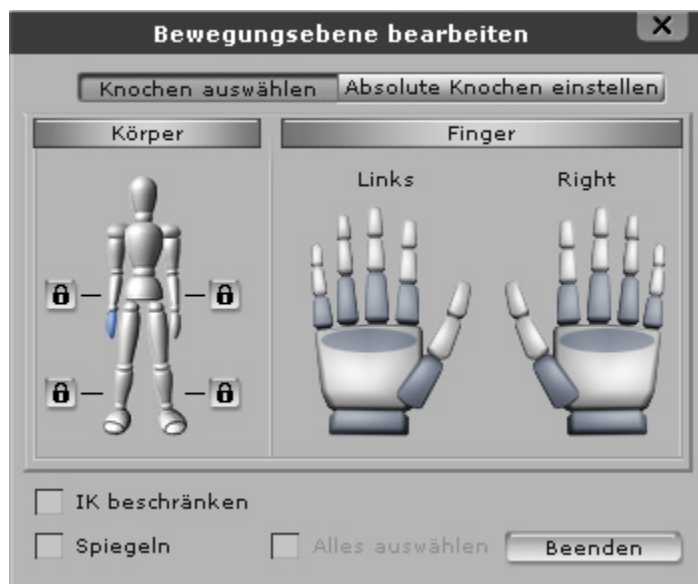 Bewegungsebene bearbeiten
Knochen auswählen Absolute Knochen einstellen
Körper Finger
Links Right
IK beschränken
Spiegeln Alles auswählen Beenden